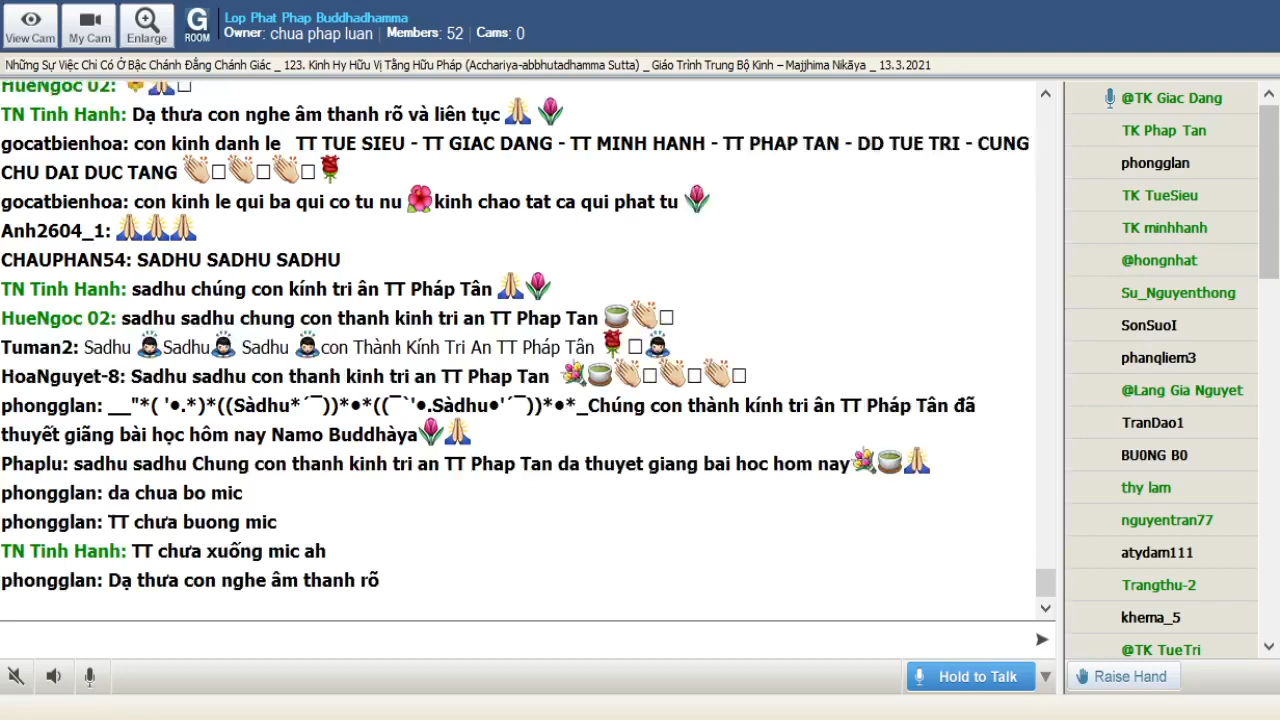 View Cam
My Cam
Enlarge
G
ROOM
Lop Phat Phap Buddhadhamma
Owner: chua phap luan | Members: 52 | Cams: 0
Những Sự Việc Chỉ Có Ở Bậc Chánh Đẳng Chánh Giác _ 123. Kinh Hy Hữu Vị Tằng Hữu Pháp (Acchariya-abbhutadhamma Sutta) _ Giáo Trình Trung Bộ Kinh – Majjhima Nikāya _ 13.3.2021
HueNgoc 02:
TN Tinh Hanh: Dạ thưa con nghe âm thanh rõ và liên tục
gocatbienhoa: con kinh danh le TT TUE SIEU - TT GIAC DANG - TT MINH HANH - TT PHAP TAN - DD TUE TRI - CUNG
CHU DAI DUC TANG
gocatbienhoa: con kinh le qui ba qui co tu nu kinh chao tat ca qui phat tu
Anh2604_1:
CHAUPHAN54: SADHU SADHU SADHU
TN Tinh Hanh: sadhu chúng con kính tri ân TT Pháp Tân
HueNgoc 02: sadhu sadhu chung con thanh kinh tri an TT Phap Tan
Tuman2: Sadhu Sadhu Sadhu con Thành Kính Tri Ân TT Pháp Tân
HoaNguyet-8: Sadhu sadhu con thanh kinh tri an TT Phap Tan
phongglan: __"*( '•.*)*((Sàdhu*´¯))*•*((¯`'•.Sàdhu•'´¯))*•*_Chúng con thành kính tri ân TT Pháp Tân đã
thuyết giãng bài học hôm nay Namo Buddhàya
Phaplu: sadhu sadhu Chung con thanh kinh tri an TT Phap Tan da thuyet giang bai hoc hom nay
phongglan: da chua bo mic
phongglan: TT chưa buong mic
TN Tinh Hanh: TT chưa xuống mic ah
phongglan: Dạ thưa con nghe âm thanh rõ
@TK Giac Dang
TK Phap Tan
phongglan
TK TueSieu
TK minhhanh
@hongnhat
Su_Nguyenthong
SonSuoI
phanqliem3
@Lang Gia Nguyet
TranDao1
BU0NG B0
thy lam
nguyentran77
atydam111
Trangthu-2
khema_5
@TK TueTri
Hold to Talk
Raise Hand